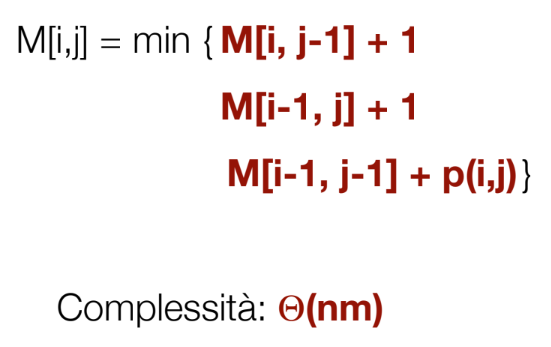 M[i,j] = min { M[i, j-1] + 1
M[i-1, j] + 1
M[i-1, j-1] + p(i,j)}
Complessità: Θ(nm)